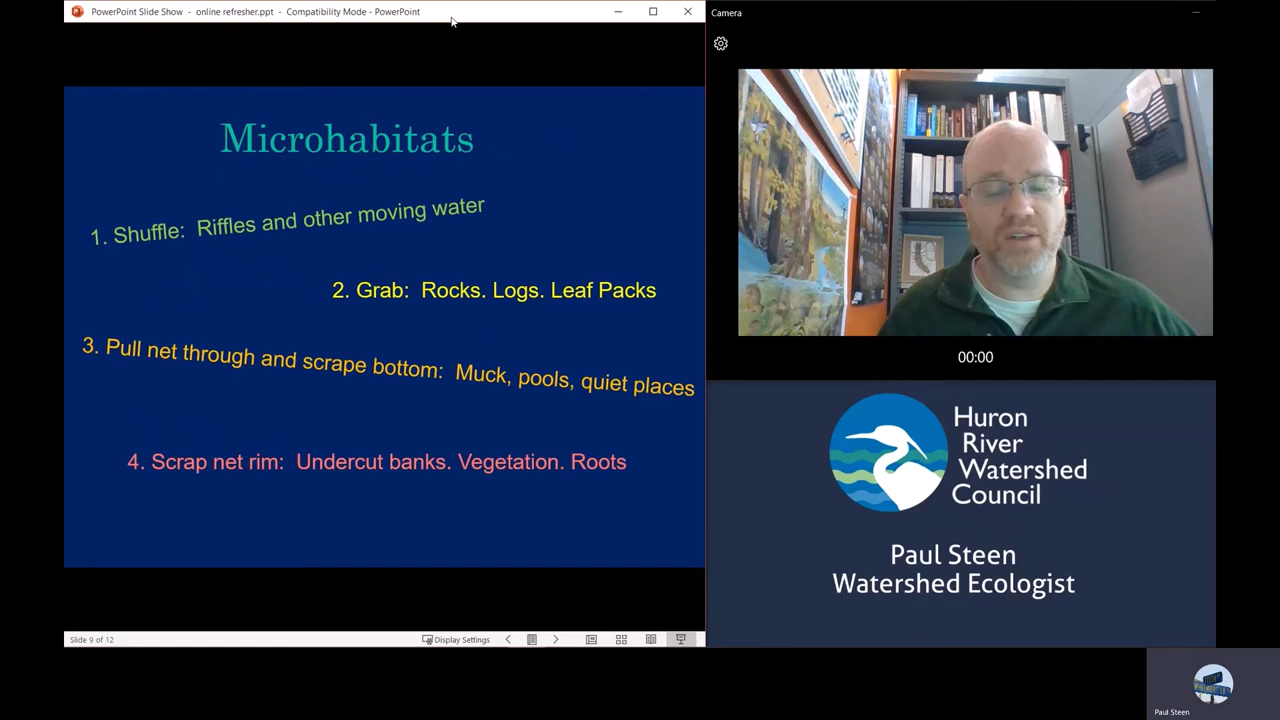 PowerPoint Slide Show - online refresher.ppt - Compatibility Mode - PowerPoint
Microhabitats
1. Shuffle: Riffles and other moving water
2. Grab: Rocks. Logs. Leaf Packs
3. Pull net through and scrape bottom: Muck, pools, quiet places
4. Scrap net rim: Undercut banks. Vegetation. Roots
Slide 9 of 12
Display Settings
Camera
00:00
Huron
River
Watershed
Council
Paul Steen
Watershed Ecologist
Paul Steen